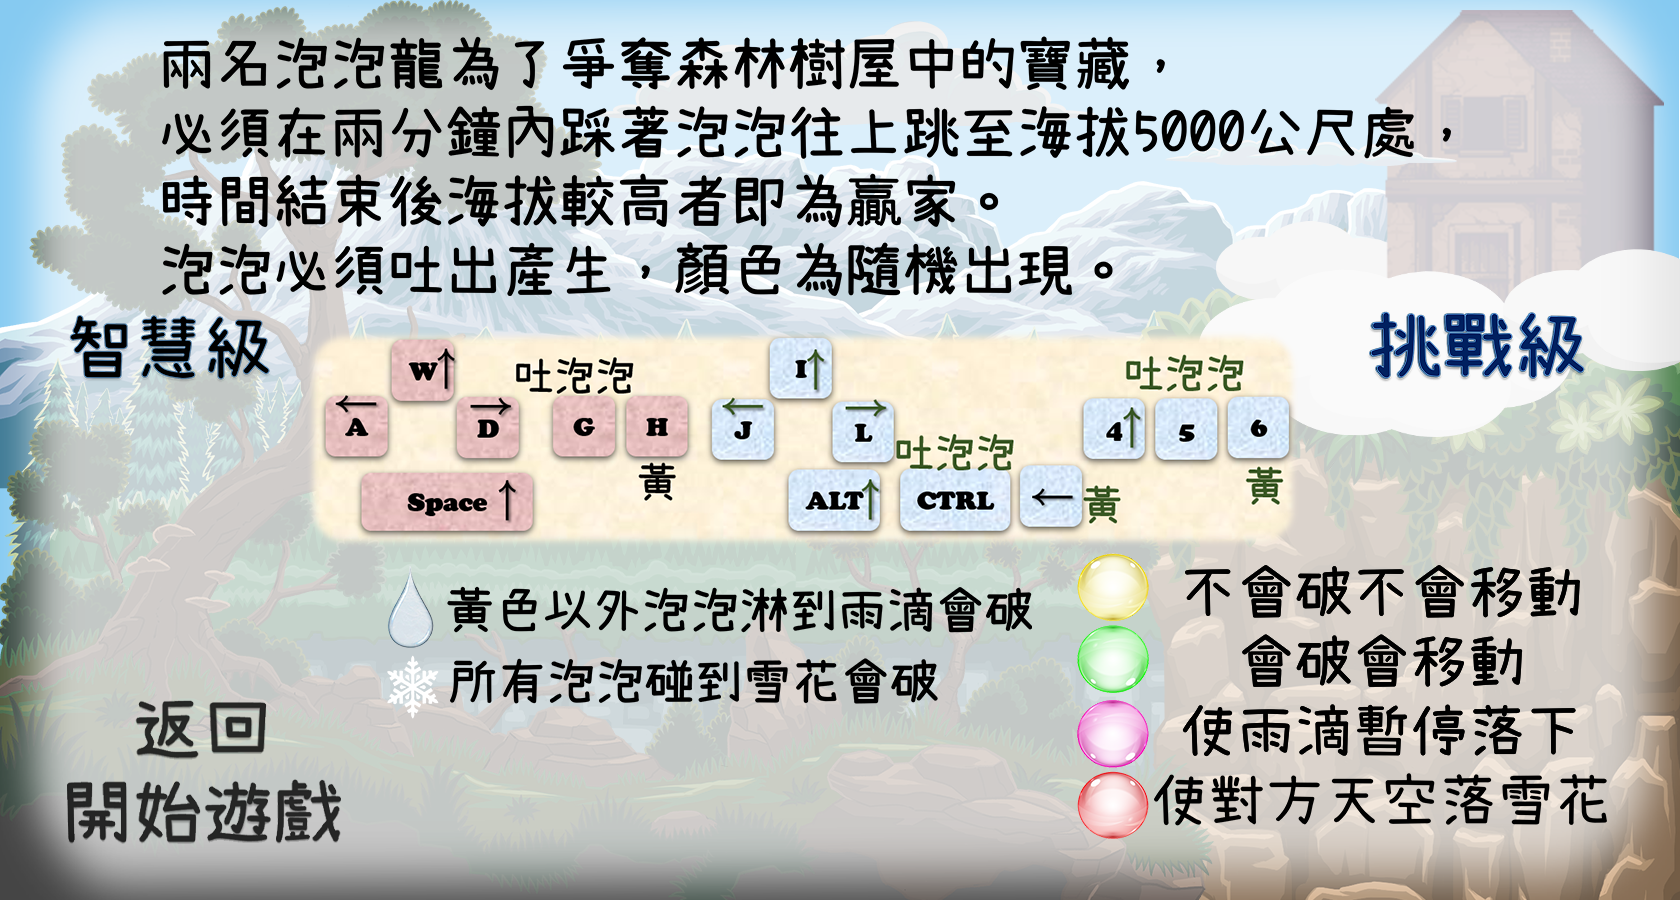 兩名泡泡龍為了爭奪森林樹屋中的寶藏，
必須在兩分鐘內踩著泡泡往上跳至海拔5000公尺處，
時間結束後海拔較高者即為贏家。
泡泡必須吐出產生，顏色為隨機出現。
智慧級
挑戰級
W↑
吐泡泡
I↑
吐泡泡
← A
→ D
G
H
← J
→ L
4↑
5
6
黃
吐泡泡
黃
Space ↑
ALT↑
CTRL
←
黃
黃色以外泡泡淋到雨滴會破
所有泡泡碰到雪花會破
不會破不會移動
會破會移動
使雨滴暫停落下
使對方天空落雪花
返回
開始遊戲